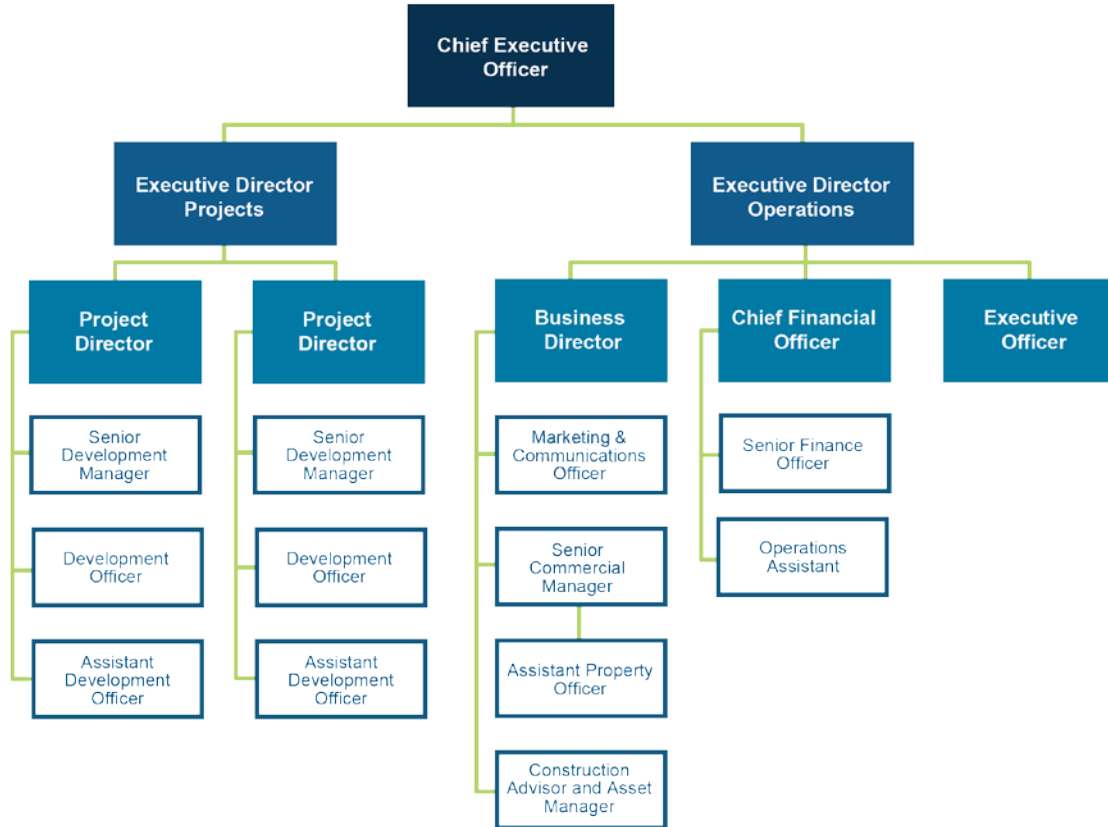 Chief Executive
Officer
Executive Director
Projects
Executive Director
Operations
Project
Director
Project
Director
Business
Director
Chief Financial
Officer
Executive
Officer
Senior
Development
Manager
Senior
Development
Manager
Marketing &
Communications
Officer
Senior Finance
Officer
Development
Officer
Development
Officer
Senior
Commercial
Manager
Operations
Assistant
Assistant
Development
Officer
Assistant
Development
Officer
Assistant Property
Officer
Construction
Advisor and Asset
Manager